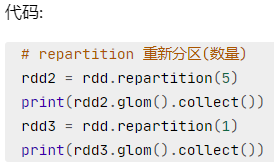 代码:
# repartition 重新分区(数量)
rdd2 = rdd.repartition(5)
print(rdd2.glom().collect())
rdd3 = rdd.repartition(1)
print(rdd3.glom().collect())